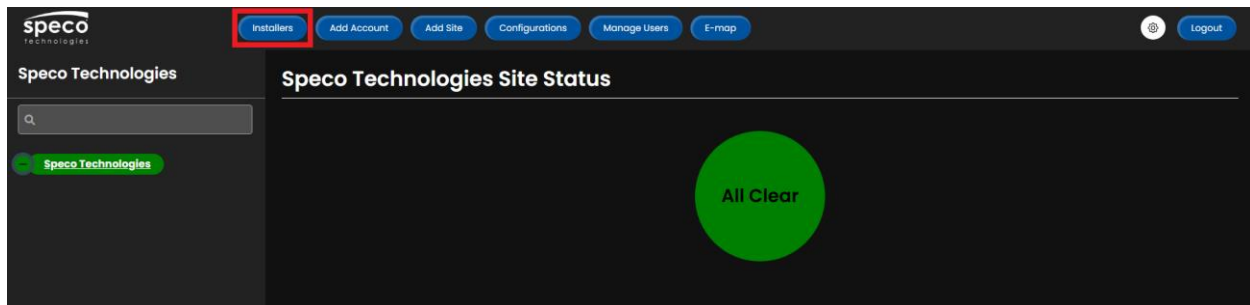 speco
technologies
Installers
Add Account
Add Site
Configurations
Manage Users
E-map
Logout
Speco Technologies
Speco Technologies Site Status
Speco Technologies
All Clear